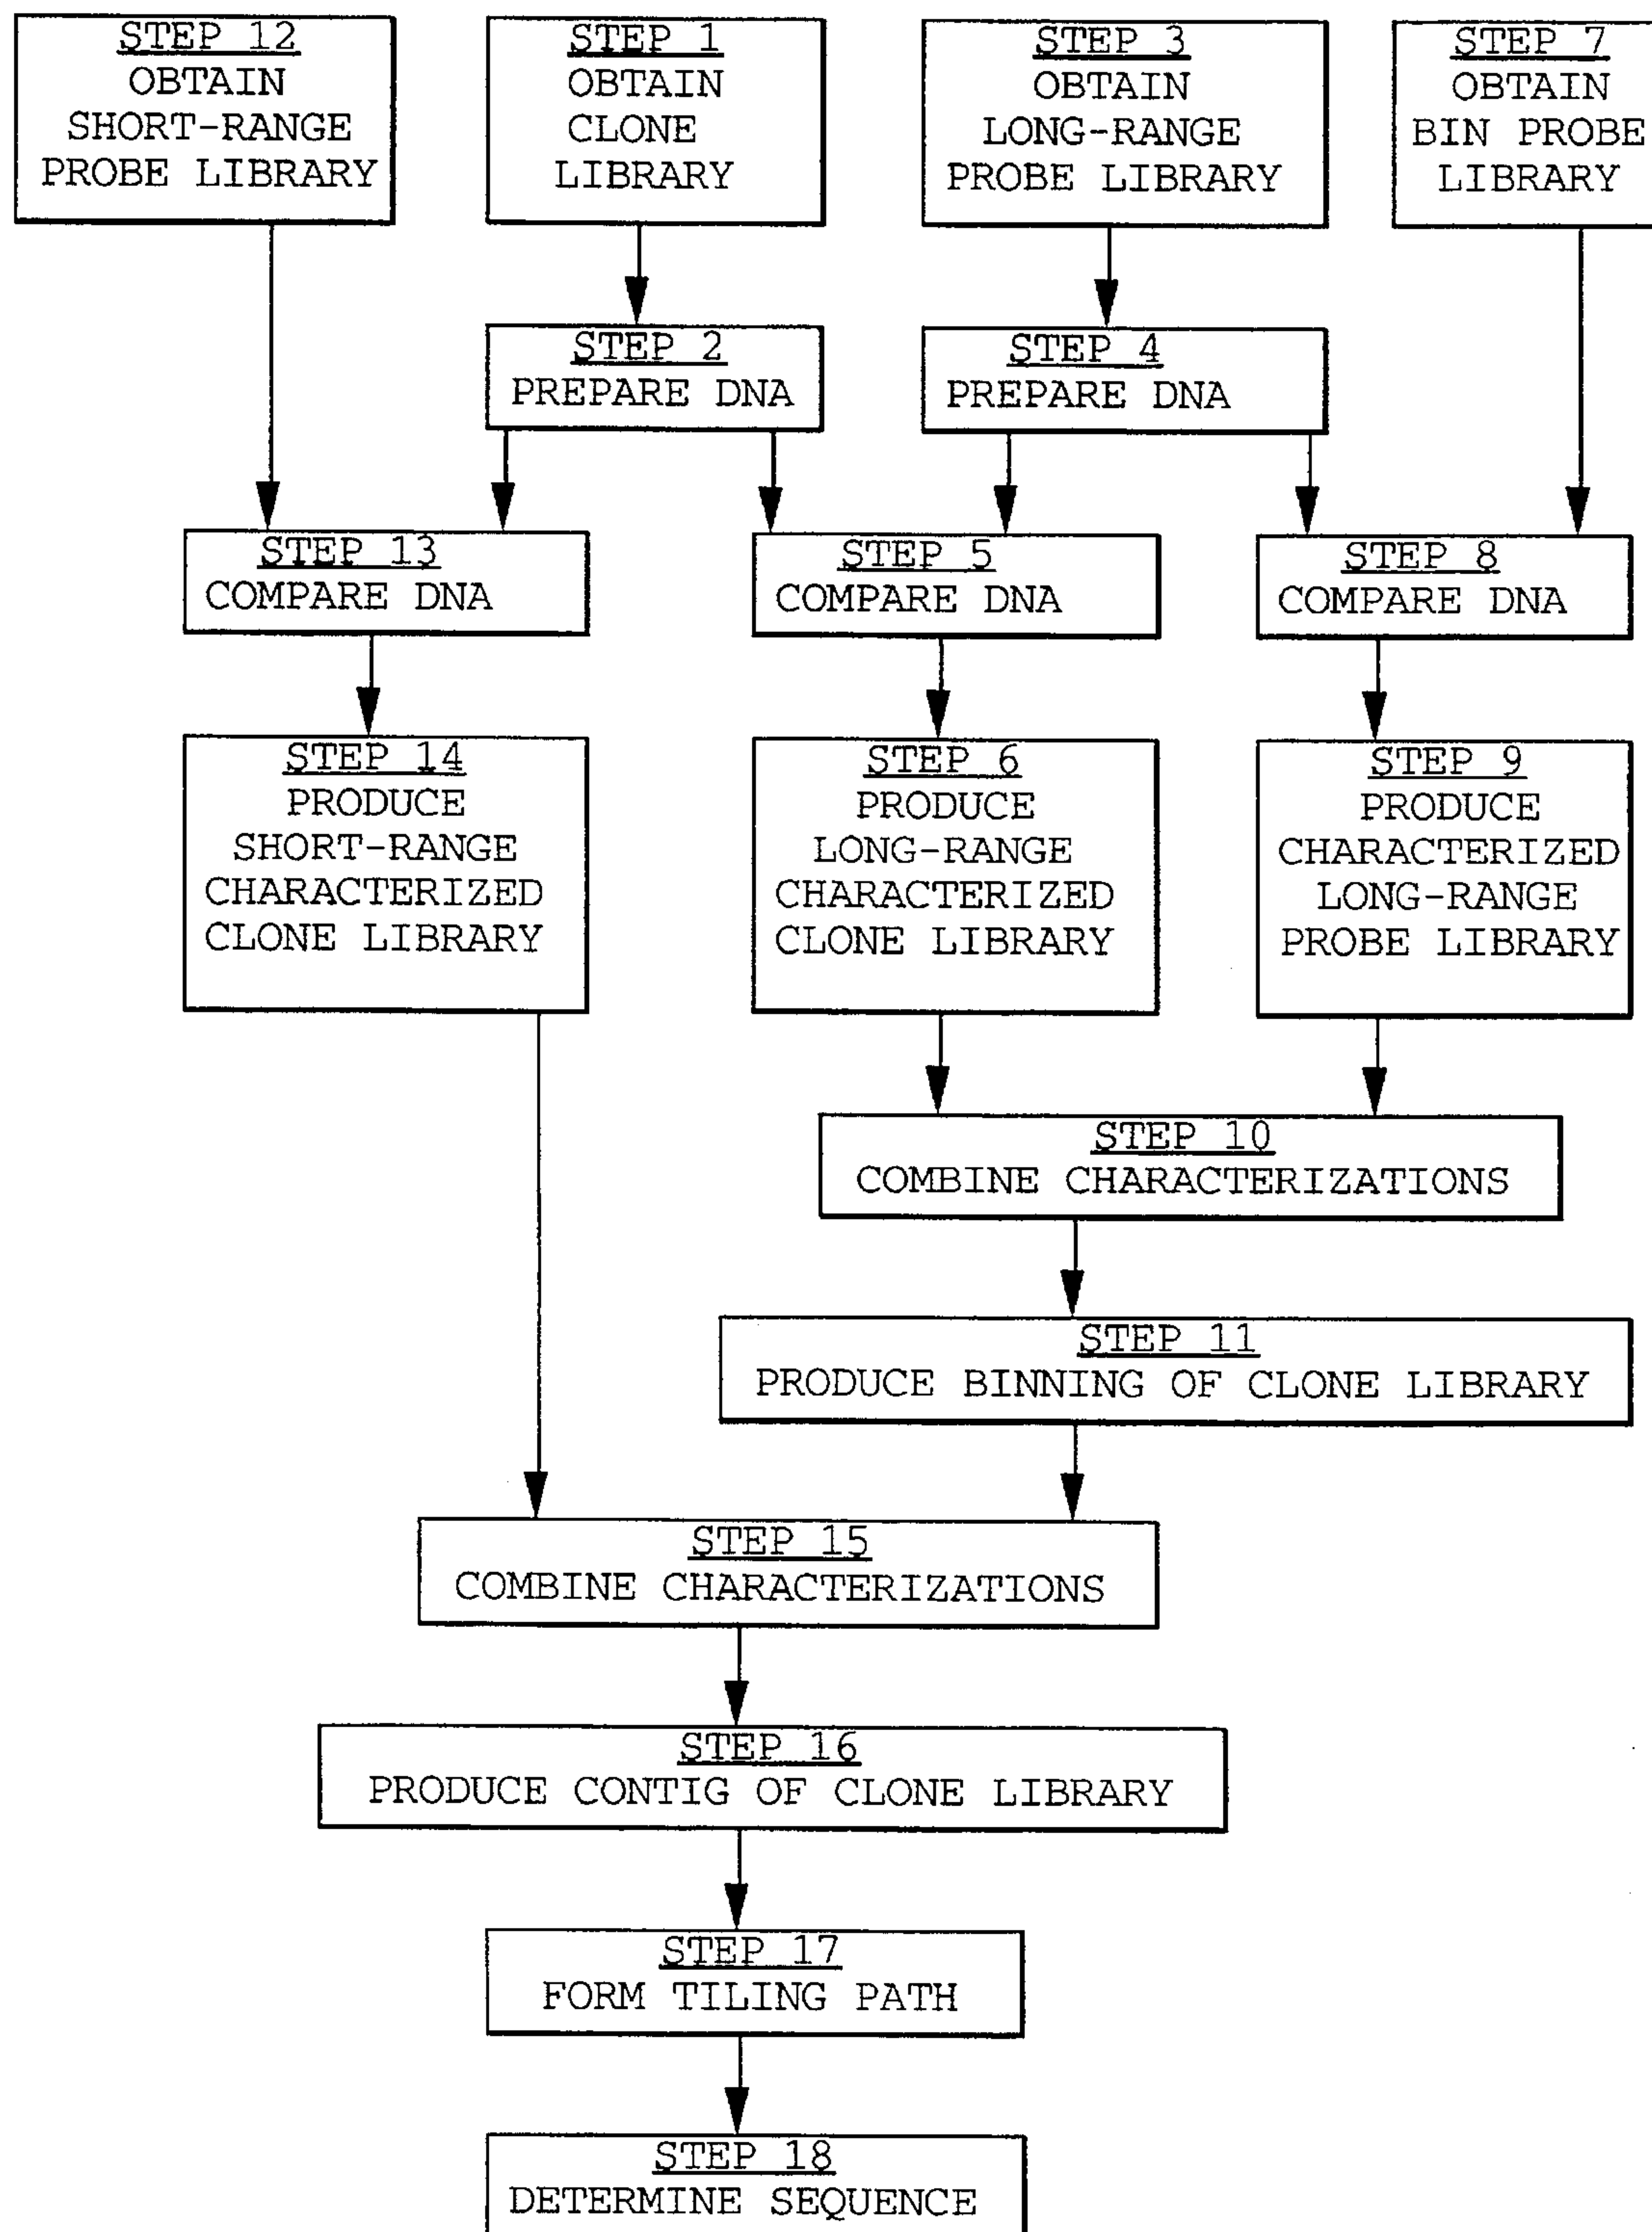 STEP 12
OBTAIN
SHORT-RANGE
PROBE LIBRARY
STEP 1
OBTAIN
CLONE
LIBRARY
STEP 3
OBTAIN
LONG-RANGE
PROBE LIBRARY
STEP 7
OBTAIN
BIN PROBE
LIBRARY
STEP 2
PREPARE DNA
STEP 4
PREPARE DNA
STEP 13
COMPARE DNA
STEP 5
COMPARE DNA
STEP 8
COMPARE DNA
STEP 14
PRODUCE
SHORT-RANGE
CHARACTERIZED
CLONE LIBRARY
STEP 6
PRODUCE
LONG-RANGE
CHARACTERIZED
CLONE LIBRARY
STEP 9
PRODUCE
CHARACTERIZED
LONG-RANGE
PROBE LIBRARY
STEP 10
COMBINE CHARACTERIZATIONS
STEP 11
PRODUCE BINNING OF CLONE LIBRARY
STEP 15
COMBINE CHARACTERIZATIONS
STEP 16
PRODUCE CONTIG OF CLONE LIBRARY
STEP 17
FORM TILING PATH
STEP 18
DETERMINE SEQUENCE